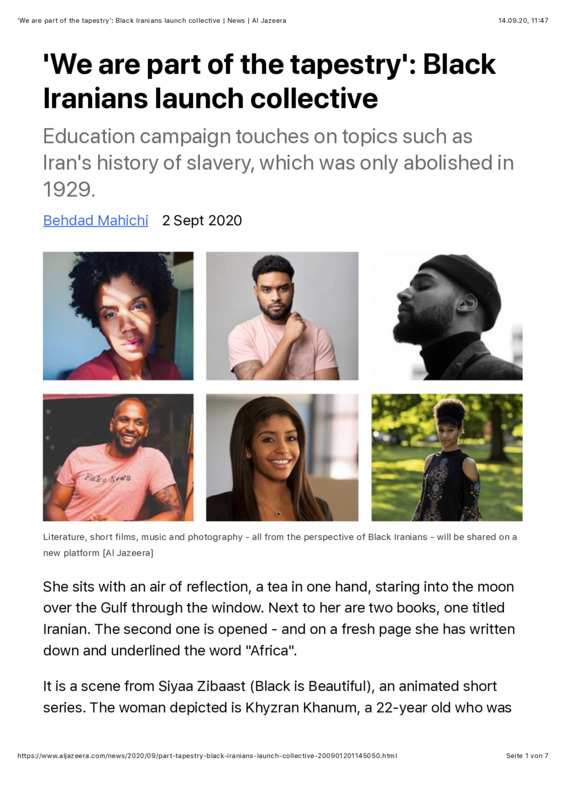 'We are part of the tapestry': Black Iranians launch collective | News | Al Jazeera
14.09.20, 11:47
'We are part of the tapestry': Black
Iranians launch collective
Education campaign touches on topics such as
Iran's history of slavery, which was only abolished in
1929.
Behdad Mahichi 2 Sept 2020
Literature, short films, music and photography - all from the perspective of Black Iranians - will be shared on a
new platform [Al Jazeera]
She sits with an air of reflection, a tea in one hand, staring into the moon
over the Gulf through the window. Next to her are two books, one titled
Iranian. The second one is opened - and on a fresh page she has written
down and underlined the word "Africa".
It is a scene from Siyaa Zibaast (Black is Beautiful), an animated short
series. The woman depicted is Khyzran Khanum, a 22-year old who was
https://www.aljazeera.com/news/2020/09/part-tapestry-black-iranians-launch-collective-200901201145050.html
Seite 1 von 7